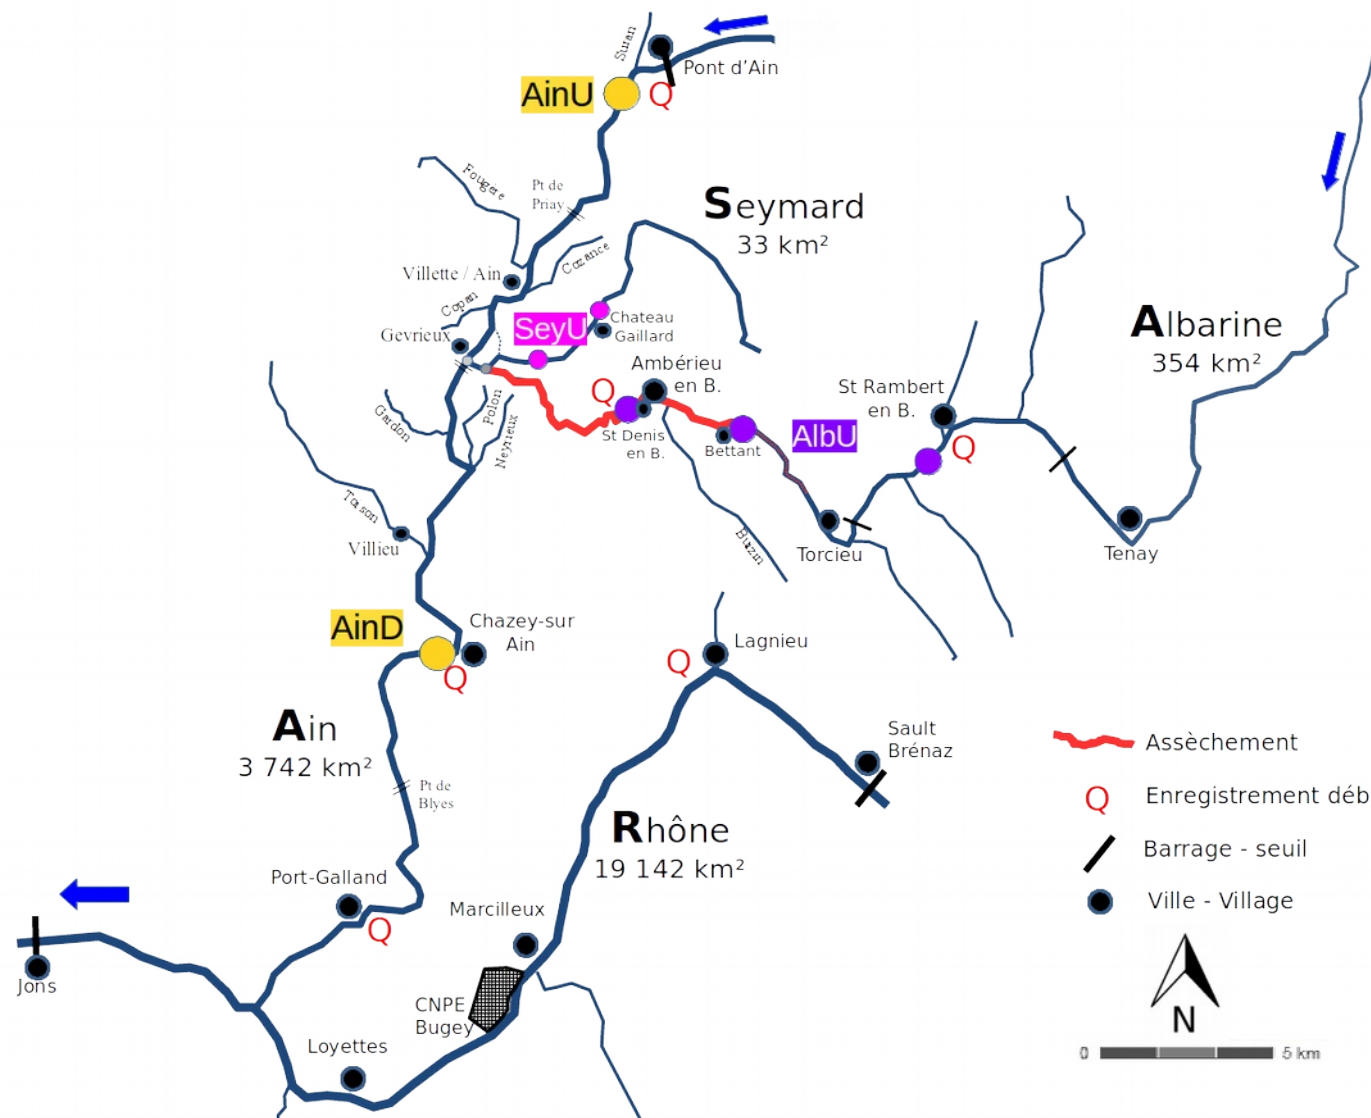 Suran
Pont d'Ain
AinU
Q
Fougère
Pt de
Priay
Seymard
33 km²
Cozance
Villette / Ain
Copan
SeyU
Chateau
Gaillard
Gevrieux
Albarine
354 km²
Ambérieu
en B.
Q
St Rambert
en B.
Polon
Gardon
Neyrieux
St Denis
en B.
Bettant
AlbU
Q
Toison
Villieu
Buizin
Torcieu
Tenay
AinD
Chazey-sur
Ain
Q
Q
Lagnieu
Ain
3 742 km²
Sault
Brénaz
Assèchement
Pt de
Blyes
Q
Enregistrement déb
Rhône
19 142 km²
Barrage - seuil
Port-Galland
Ville - Village
Marcilleux
Q
Jons
CNPE
Bugey
N
Loyettes
0
5 km